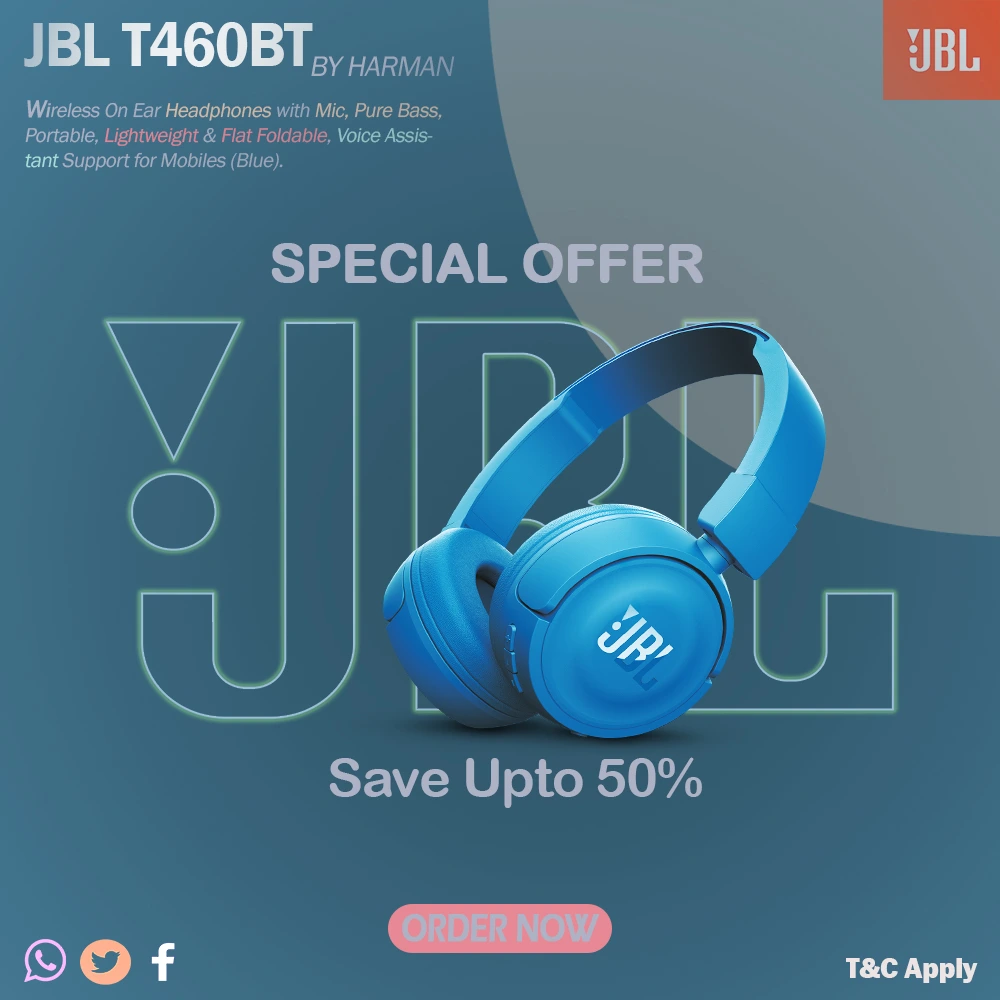 JBL T460BT BY HARMAN
JBL
Wireless On Ear Headphones with Mic, Pure Bass,
Portable, Lightweight & Flat Foldable, Voice Assis-
tant Support for Mobiles (Blue).
SPECIAL OFFER
JBL
JBL
Save Upto 50%
ORDER NOW
T&C Apply